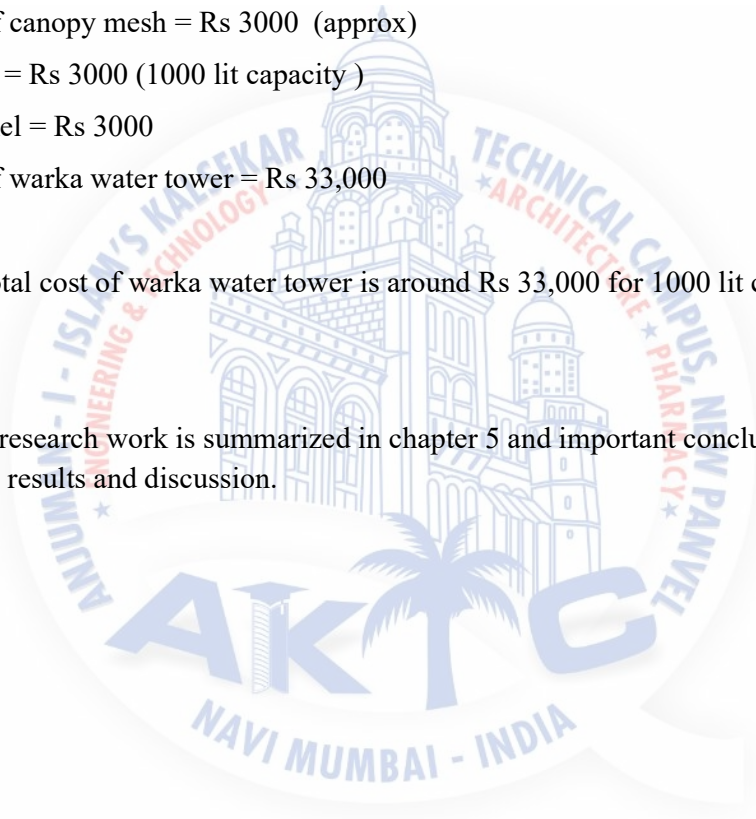 f canopy mesh = Rs 3000 (approx)
= Rs 3000 (1000 lit capacity )
el = Rs 3000
f warka water tower = Rs 33,000
otal cost of warka water tower is around Rs 33,000 for 1000 lit c
research work is summarized in chapter 5 and important conclu
results and discussion.
ANJUMAN - I - ISLAM'S KALSEKAR TECHNICAL CAMPUS, NEW PANVEL
ENGINEERING & TECHNOLOGY ★ ARCHITECTURE ★ PHARMACY ★
AKTC
NAVI MUMBAI - INDIA